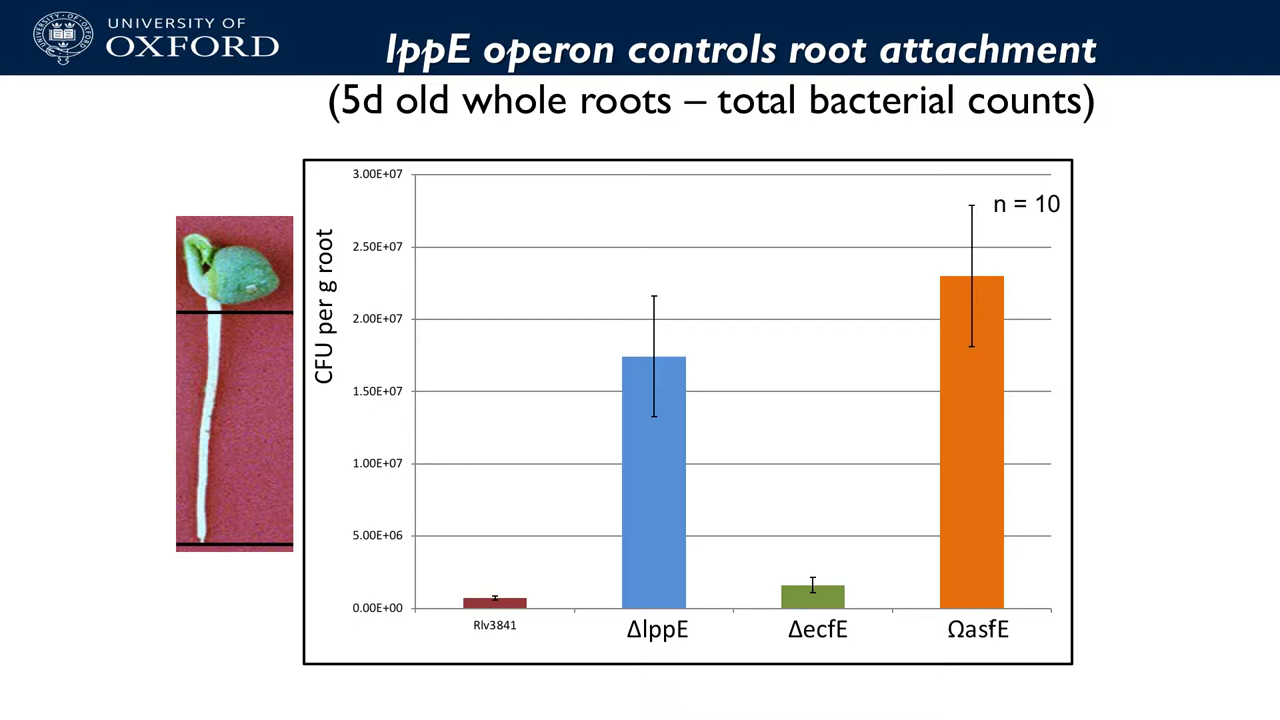 UNIVERSITY OF
OXFORD
lppE operon controls root attachment
(5d old whole roots – total bacterial counts)
3.00E+07
n = 10
2.50E+07
2.00E+07
1.50E+07
1.00E+07
5.00E+06
0.00E+00
CFU per g root
Rlv3841
ΔlppE
ΔecfE
ΩasfE